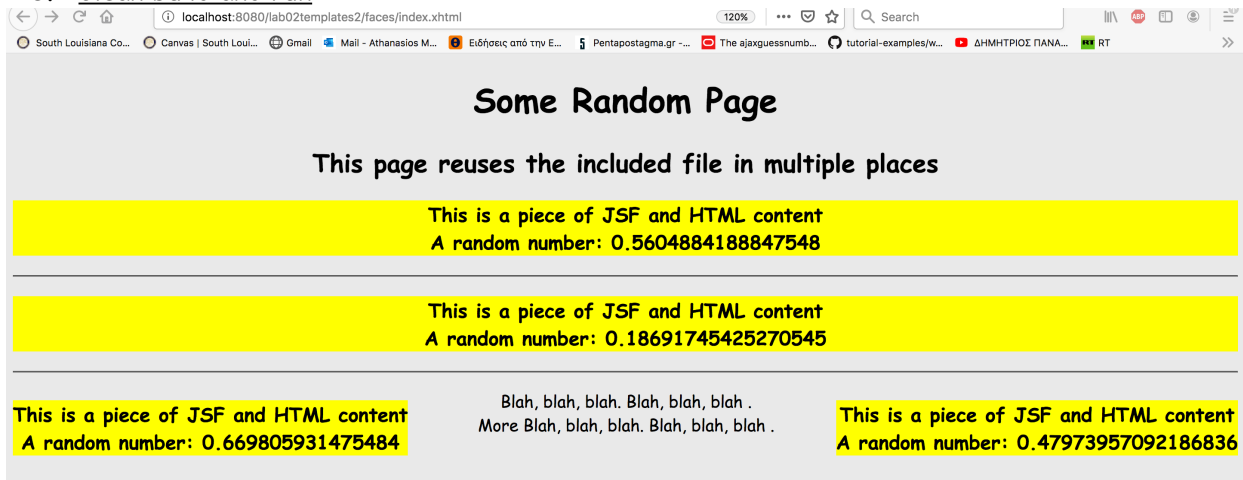 localhost:8080/lab02templates2/faces/index.xhtml
120%
Search
ABP
South Louisiana Co...
Canvas | South Loui...
Gmail
Mail - Athanasios M...
Ειδήσεις από την Ε...
Pentapostagma.gr -...
The ajaxguessnumb...
tutorial-examples/w...
ΔΗΜΗΤΡΙΟΣ ΠΑΝΑ...
RT
RT
Some Random Page
This page reuses the included file in multiple places
This is a piece of JSF and HTML content
A random number: 0.5604884188847548
This is a piece of JSF and HTML content
A random number: 0.18691745425270545
This is a piece of JSF and HTML content
A random number: 0.669805931475484
Blah, blah, blah. Blah, blah, blah .
More Blah, blah, blah. Blah, blah, blah .
This is a piece of JSF and HTML content
A random number: 0.47973957092186836